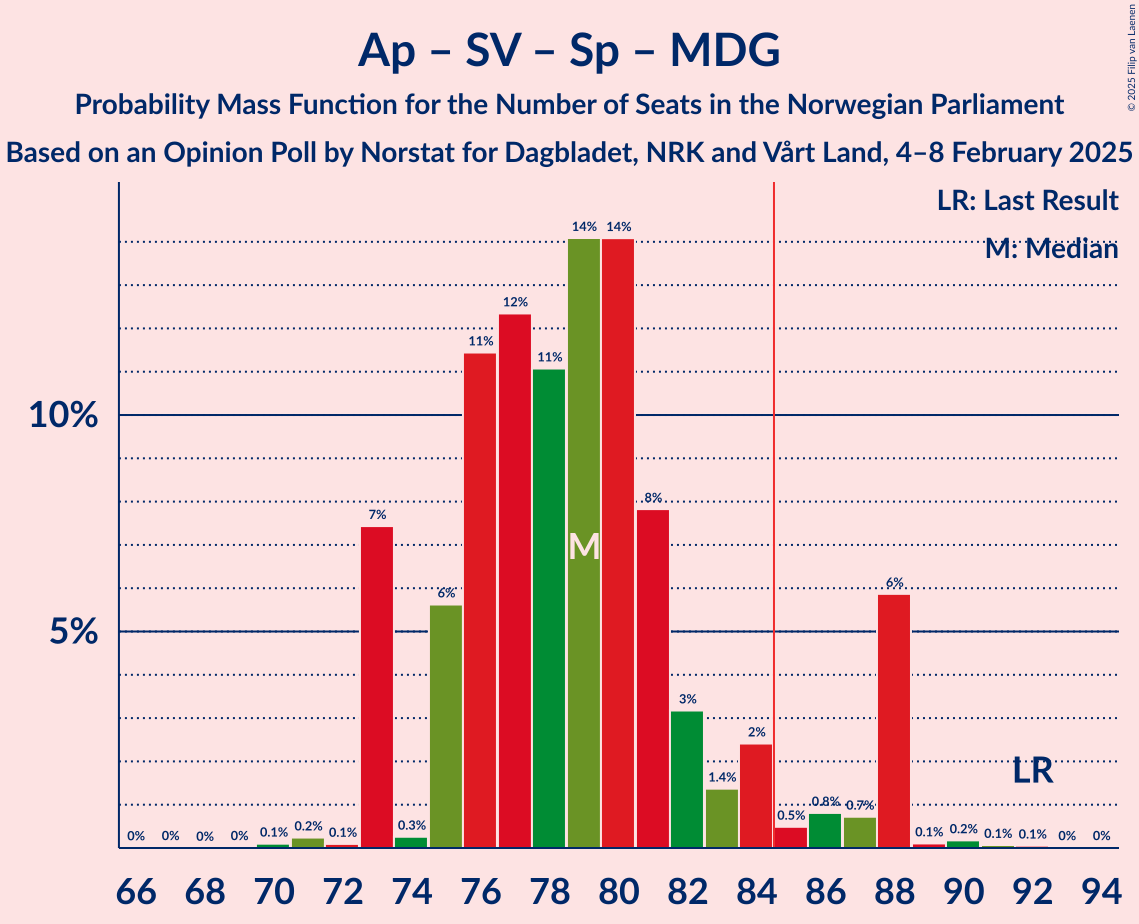 Ap – SV – Sp – MDG
Probability Mass Function for the Number of Seats in the Norwegian Parliament
Based on an Opinion Poll by Norstat for Dagbladet, NRK and Vårt Land, 4–8 February 2025
© 2025 Filip van Laenen
LR: Last Result
M: Median
10%
5%
0% 0% 0% 0% 0.1% 0.2% 0.1% 7% 0.3% 6% 11% 12% 11% 14% 14% 8% 3% 1.4% 2% 0.5% 0.8% 0.7% 6% 0.1% 0.2% 0.1% 0.1% 0% 0%
M
LR
66 68 70 72 74 76 78 80 82 84 86 88 90 92 94